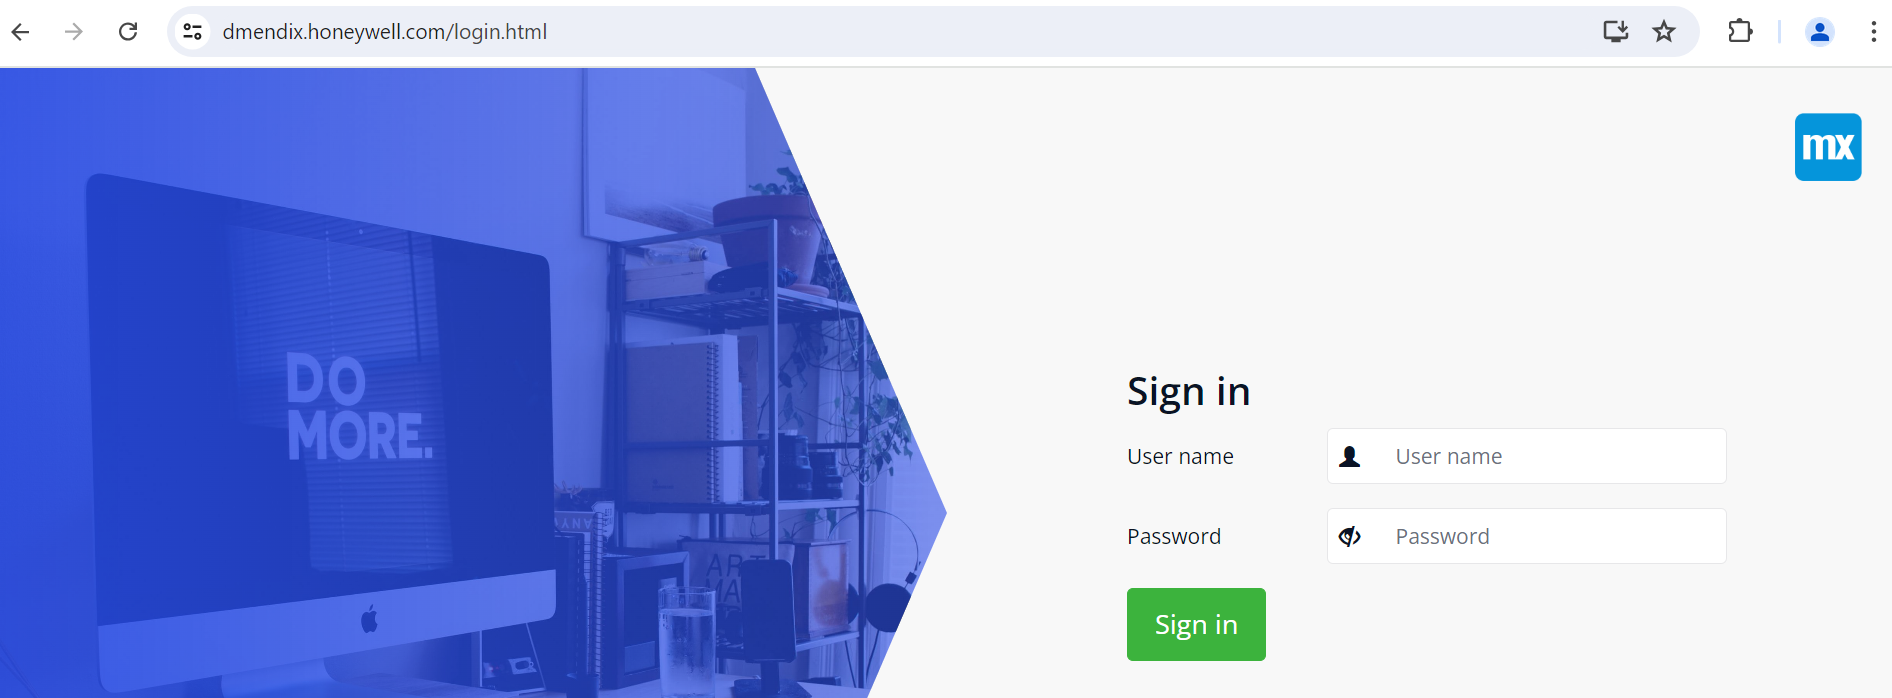 dmendix.honeywell.com/login.html
mx
DO
MORE.
Sign in
User name
User name
Password
Password
Sign in